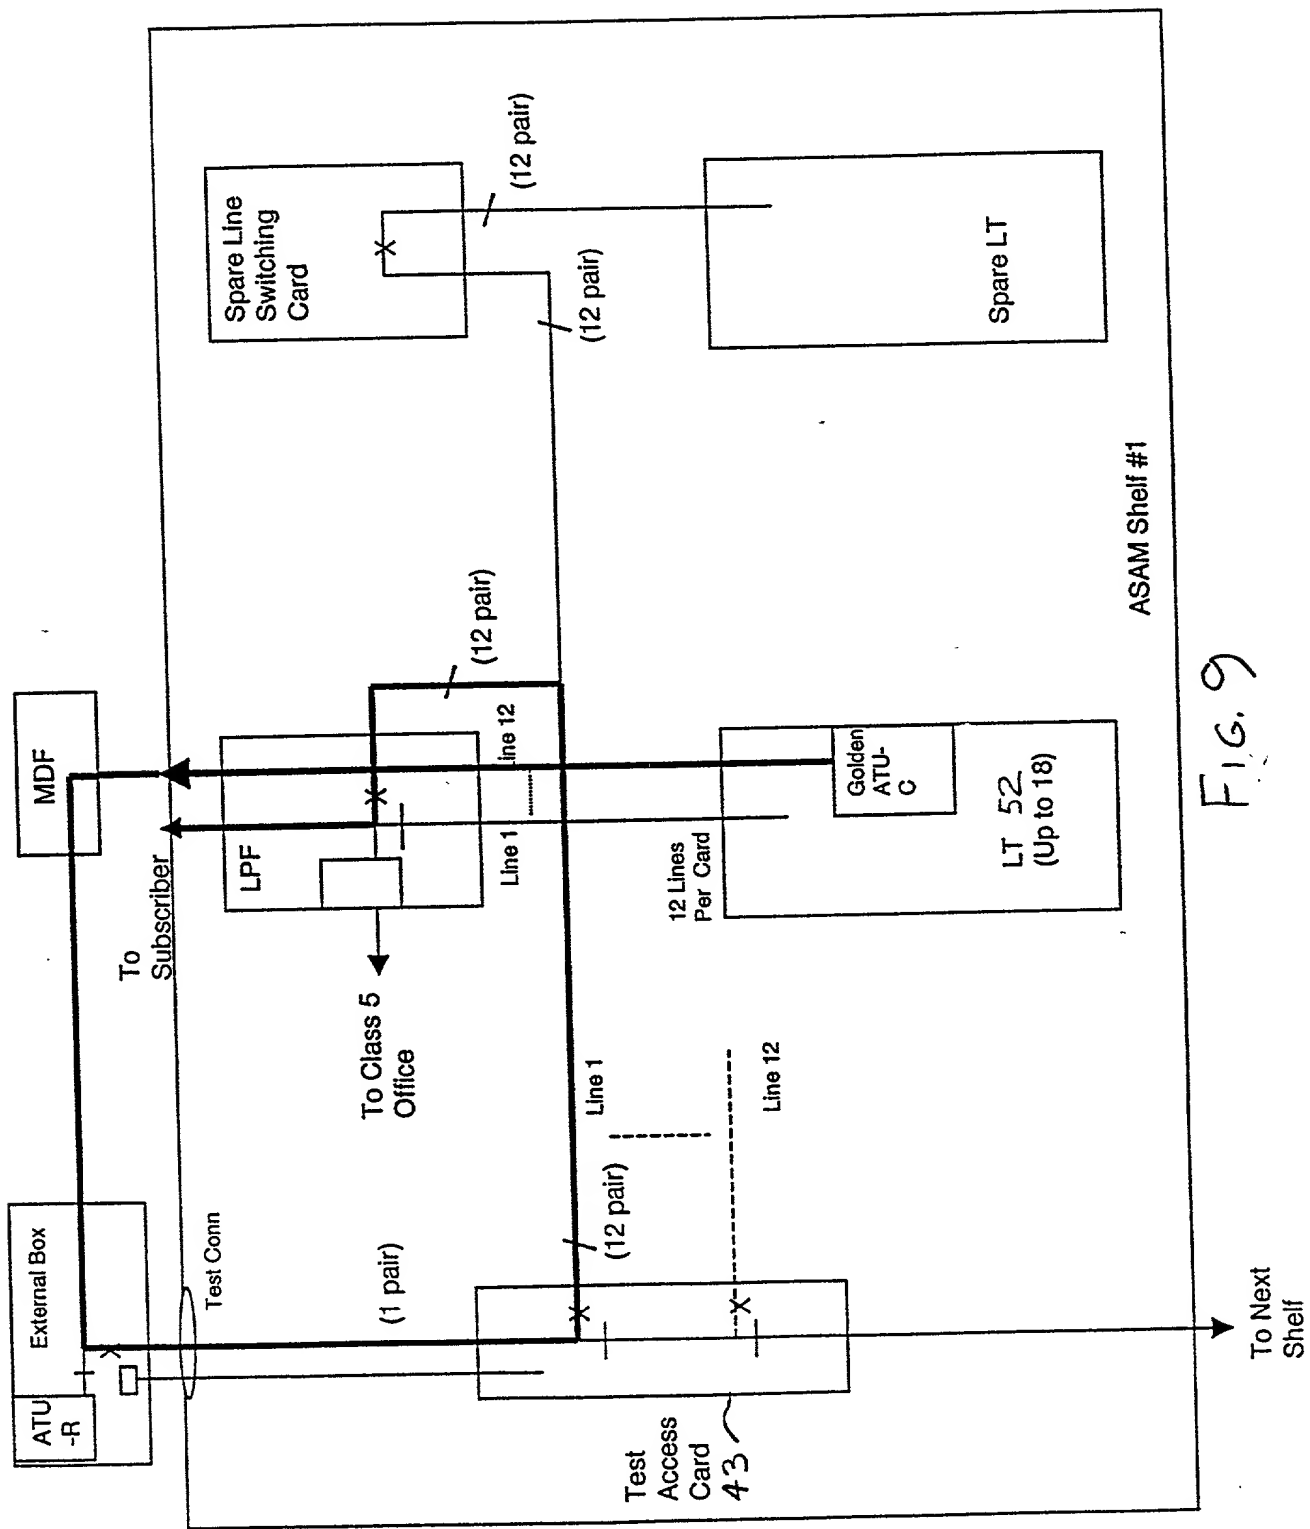 ATU
-R
External Box
MDF
Test Conn
To
Subscriber
LPF
Spare Line
Switching
Card
(1 pair)
To Class 5
Office
Line 1
Line 12
(12 pair)
(12 pair)
(12 pair)
(12 pair)
Line 1
Line 12
Test
Access
Card
43
12 Lines
Per Card
Golden
ATU-
C
LT 52
(Up to 18)
Spare LT
ASAM Shelf #1
To Next
Shelf
FIG. 9